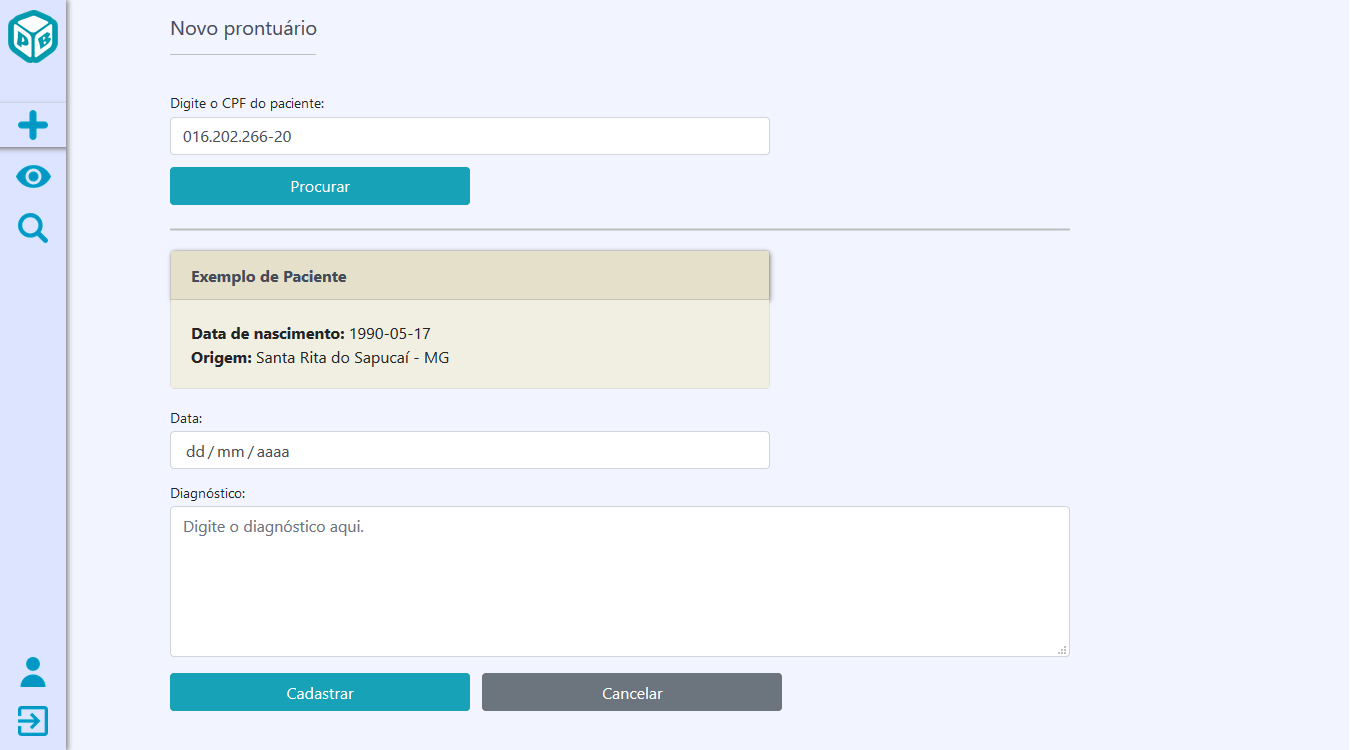 PYB
Novo prontuário
Digite o CPF do paciente:
016.202.266-20
Procurar
Exemplo de Paciente
Data de nascimento: 1990-05-17
Origem: Santa Rita do Sapucaí - MG
Data:
dd/mm/aaaa
Diagnóstico:
Digite o diagnóstico aqui.
Cadastrar
Cancelar